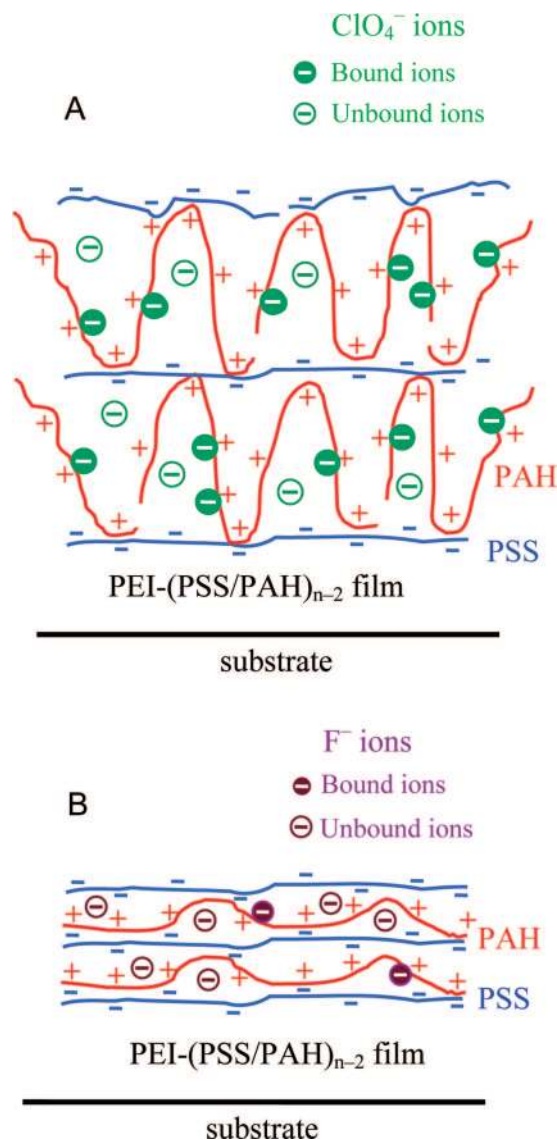 ClO₄⁻ ions
Bound ions
A
Unbound ions
PAH
PSS
PEI-(PSS/PAH)ₙ₋₂ film
substrate
F⁻ ions
Bound ions
B
Unbound ions
PAH
PSS
PEI-(PSS/PAH)ₙ₋₂ film
substrate